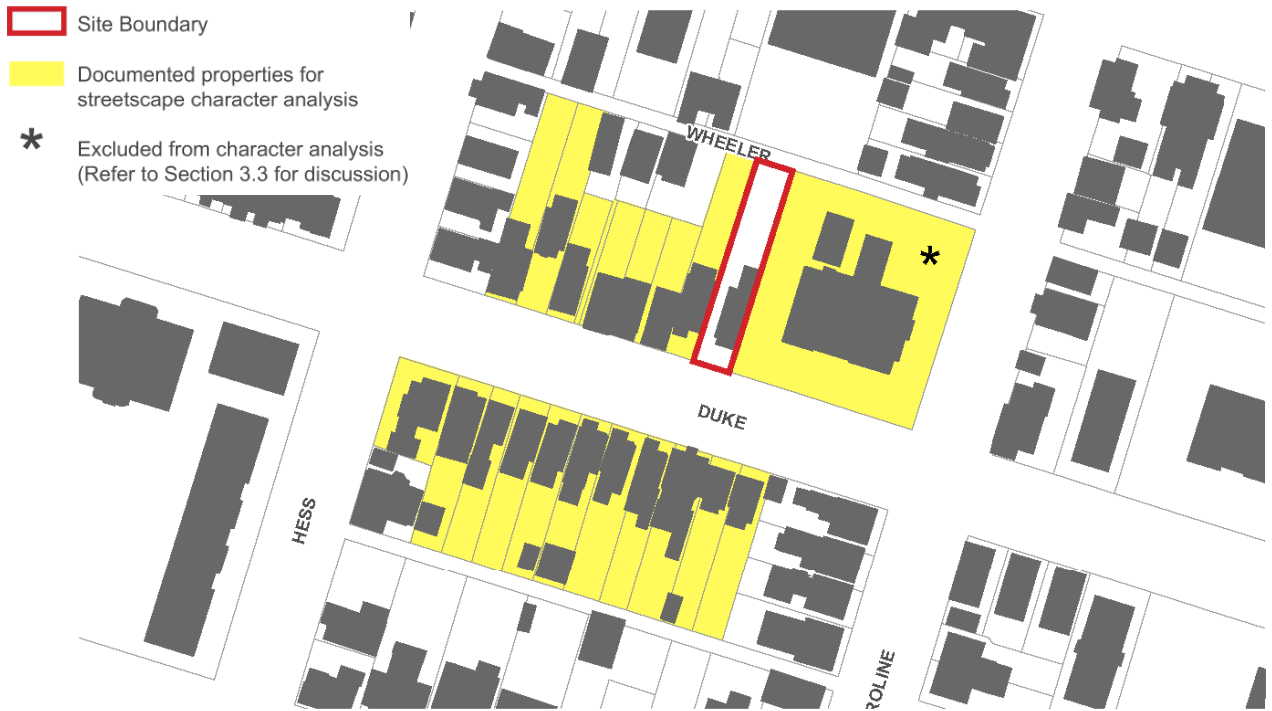 Site Boundary
Documented properties for
streetscape character analysis
* Excluded from character analysis
(Refer to Section 3.3 for discussion)
WHEELER
*
DUKE
HESS
ROLINE